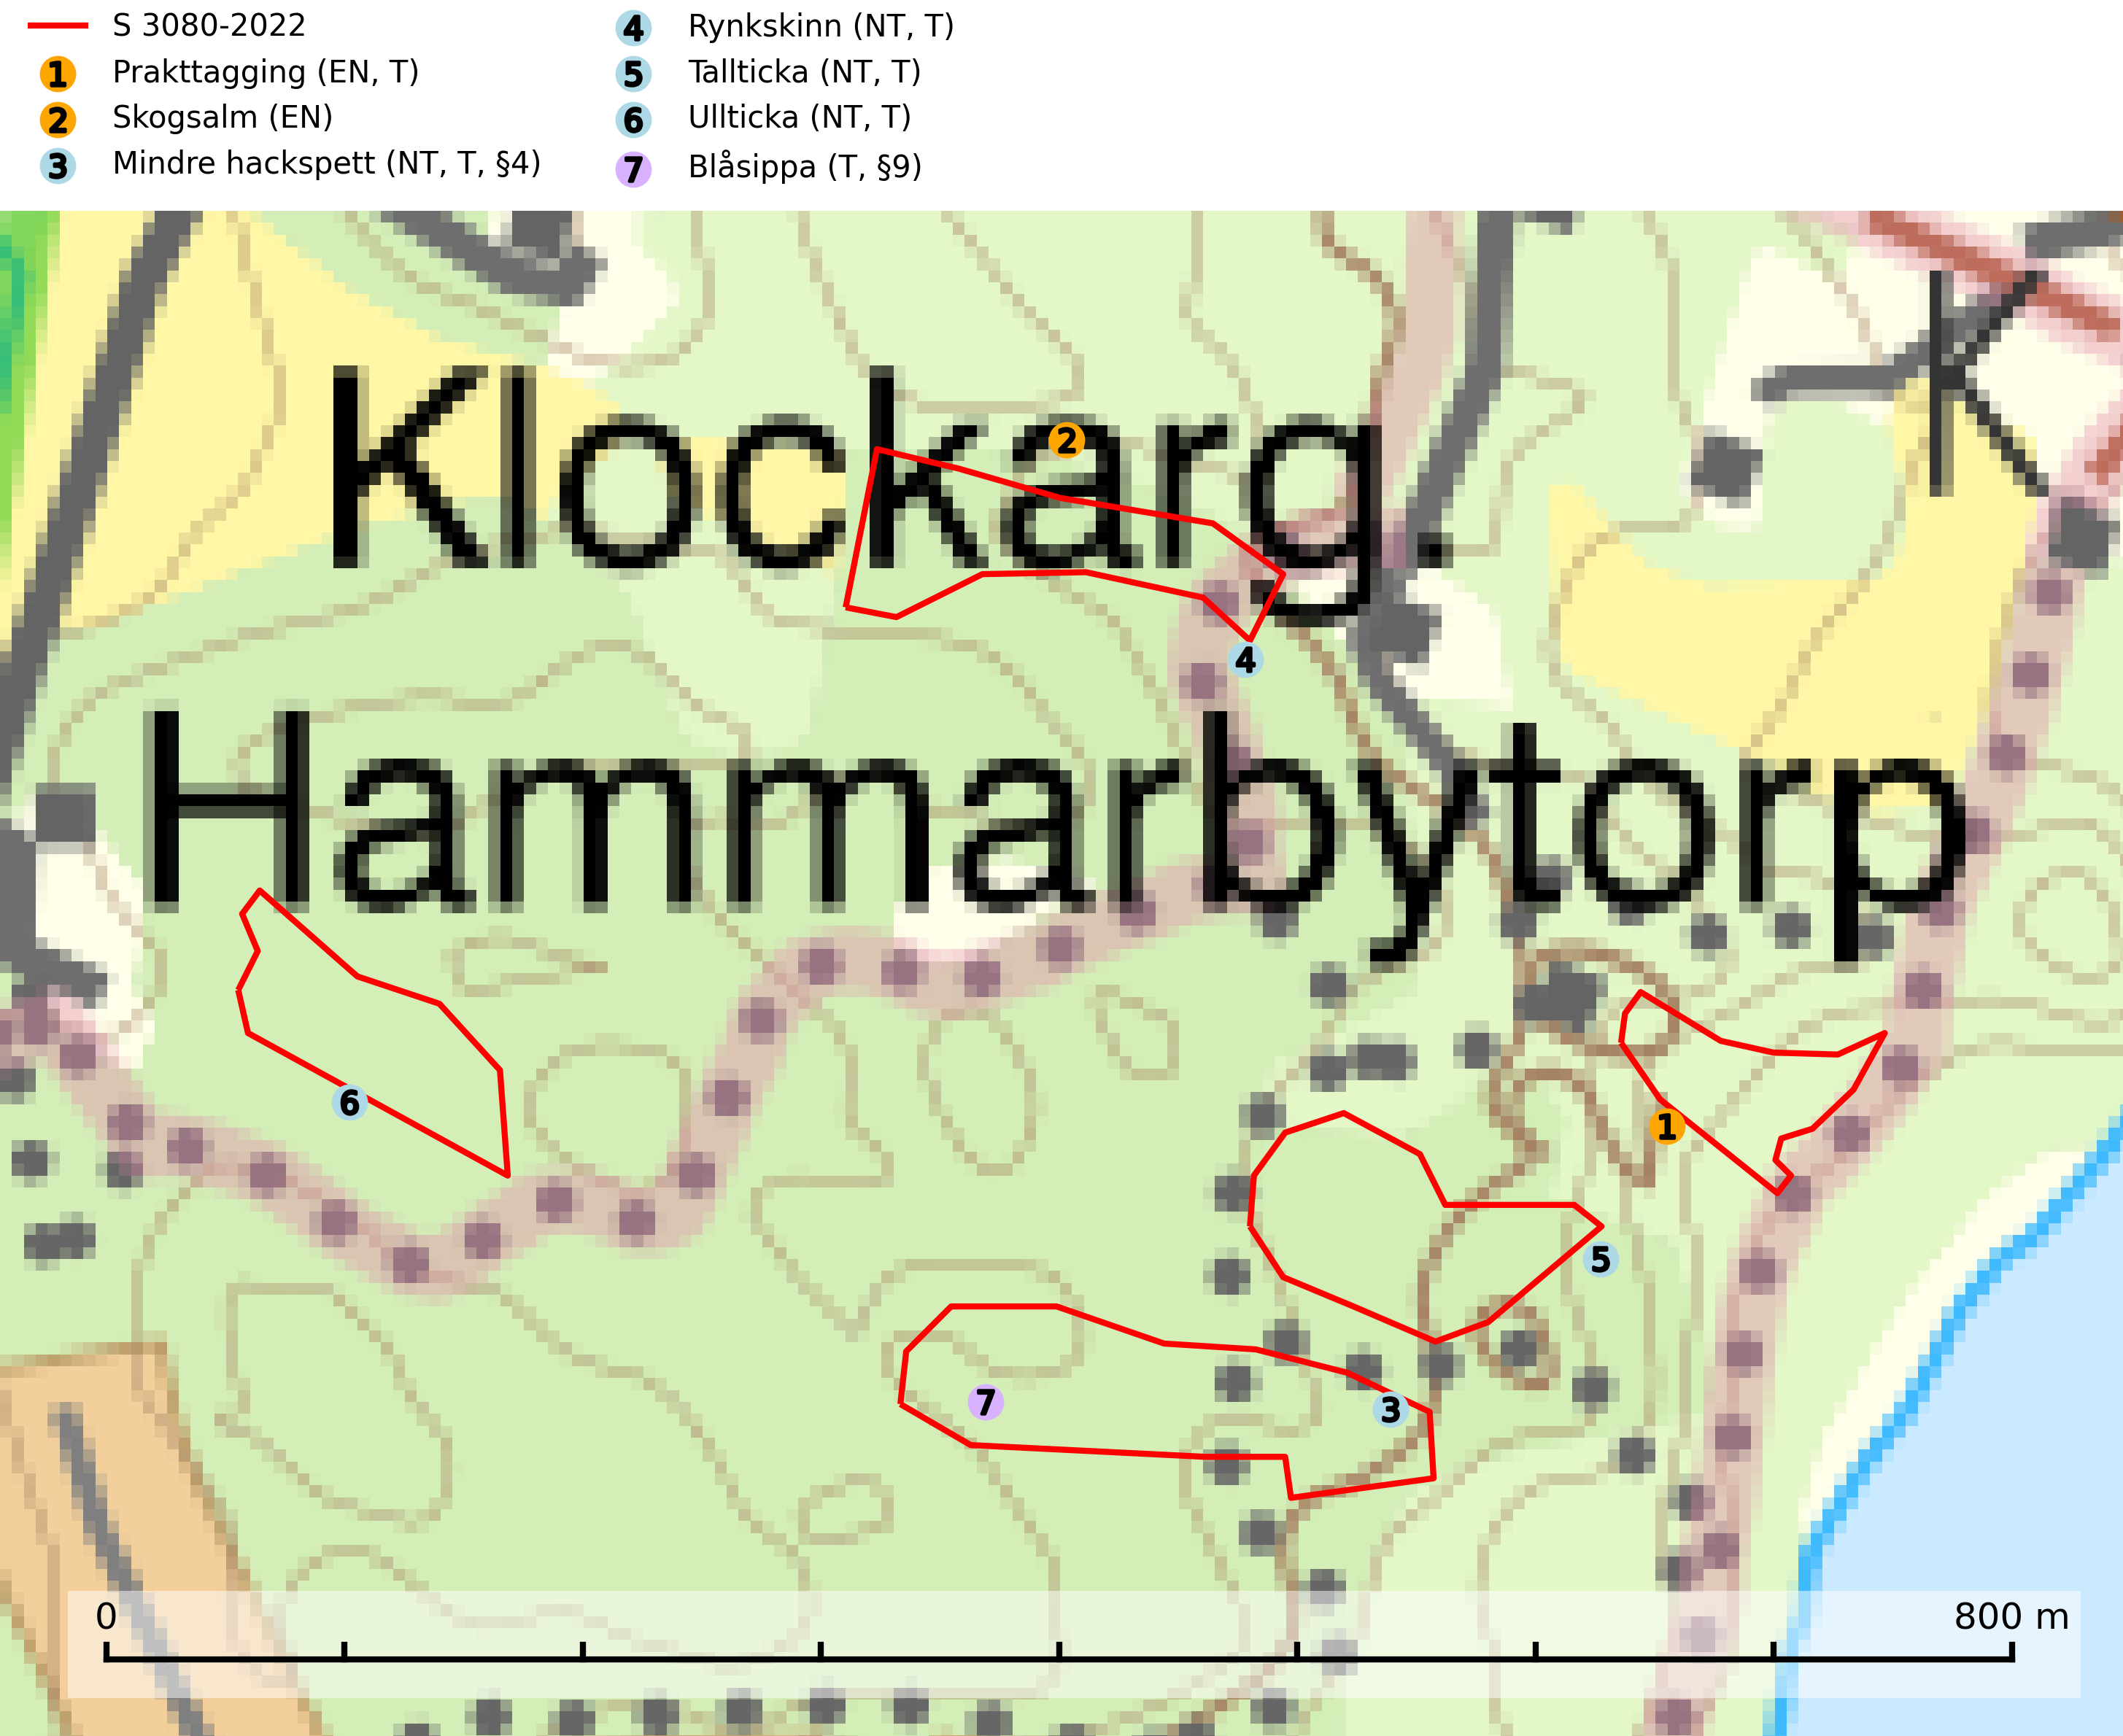 S 3080-2022
1 Prakttagging (EN, T)
2 Skogsalm (EN)
3 Mindre hackspett (NT, T, §4)
4 Rynkskinn (NT, T)
5 Tallticka (NT, T)
6 Ullticka (NT, T)
7 Blåsippa (T, §9)
K
2
Klockarg.
4
Hammarbytorp
6
1
5
7
3
0 800 m